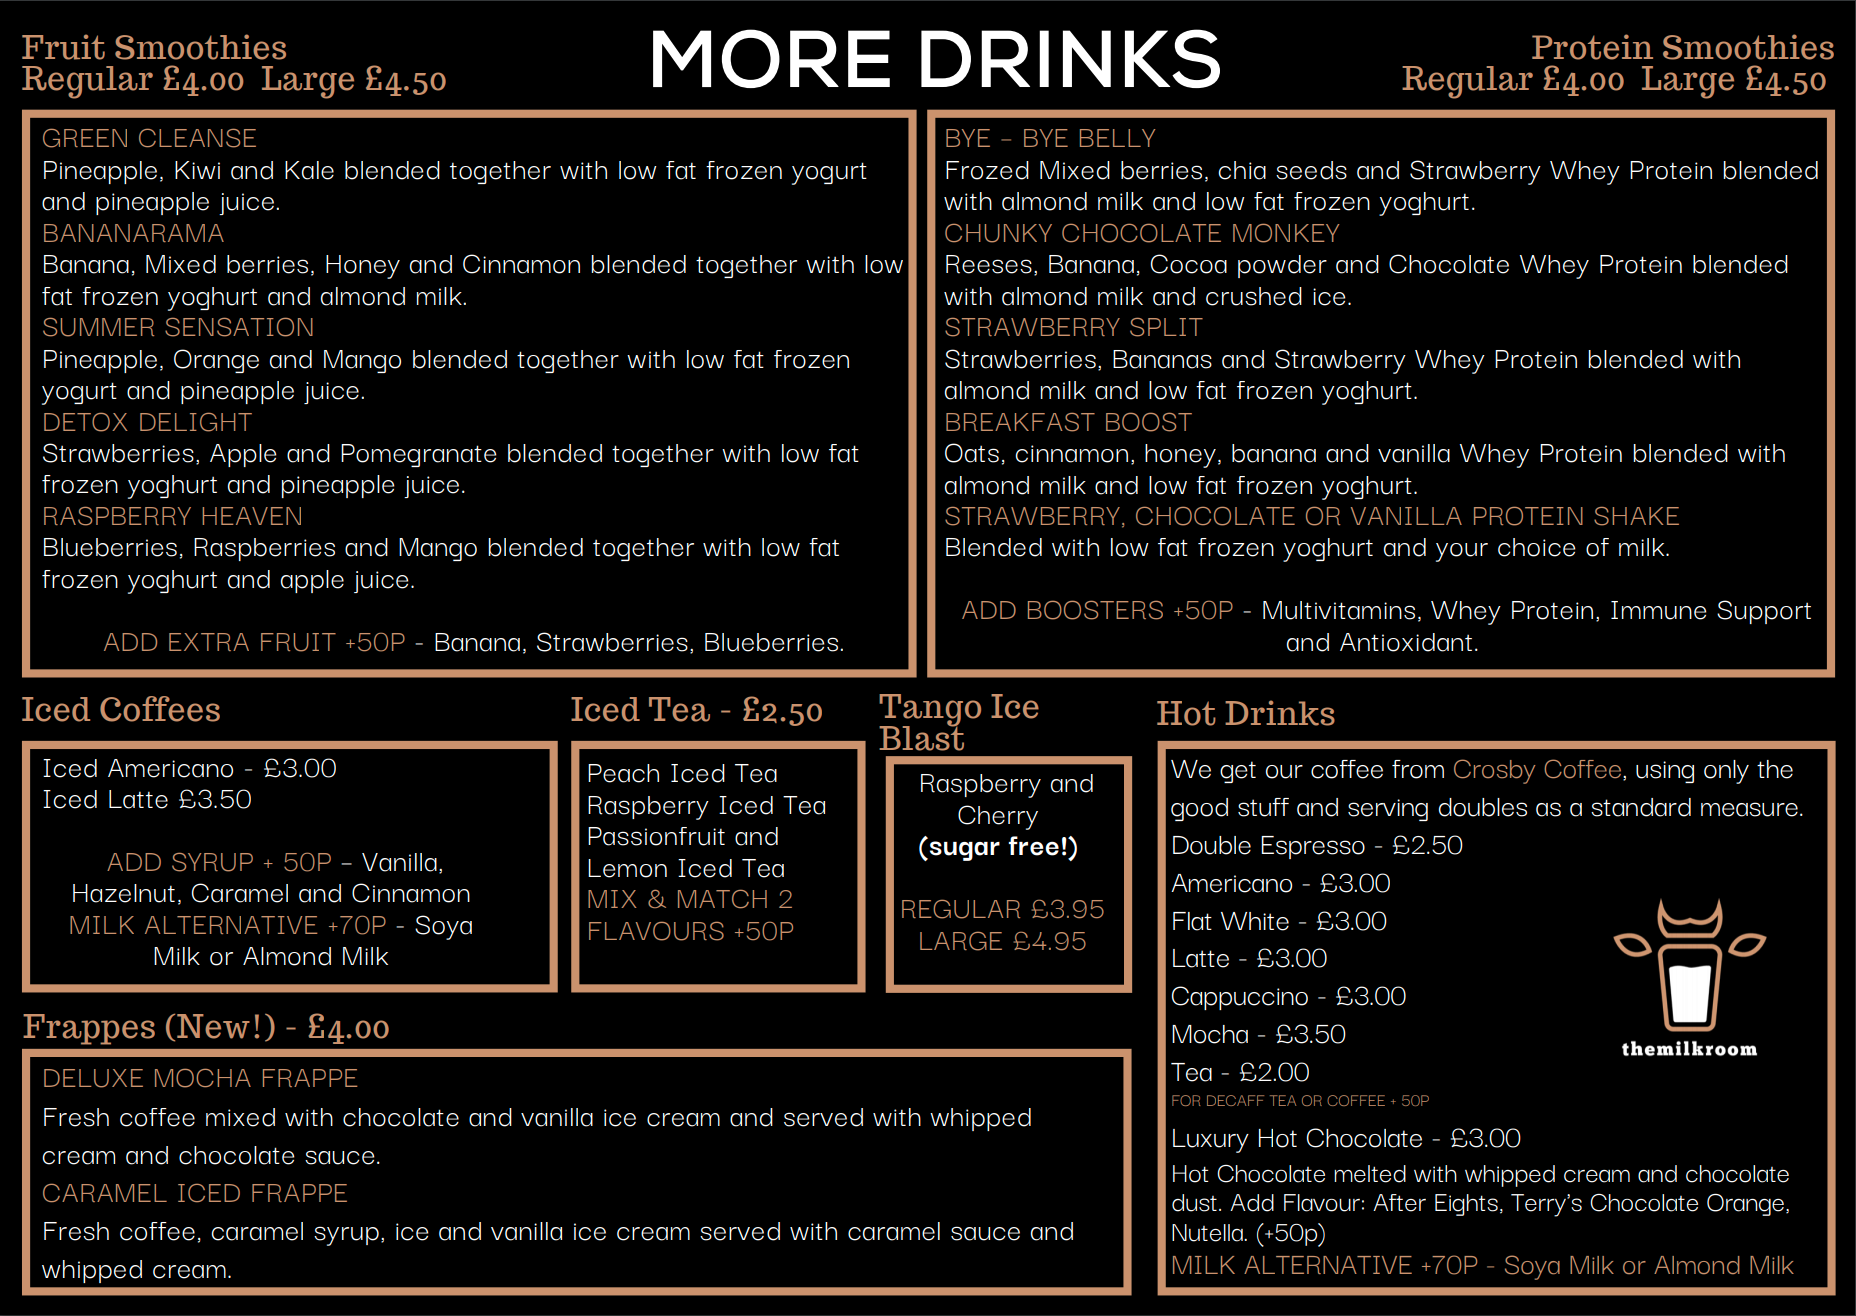 MORE DRINKS
Fruit Smoothies
Regular £4.00 Large £4.50
GREEN CLEANSE
Pineapple, Kiwi and Kale blended together with low fat frozen yogurt
and pineapple juice.
BANANARAMA
Banana, Mixed berries, Honey and Cinnamon blended together with low
fat frozen yoghurt and almond milk.
SUMMER SENSATION
Pineapple, Orange and Mango blended together with low fat frozen
yogurt and pineapple juice.
DETOX DELIGHT
Strawberries, Apple and Pomegranate blended together with low fat
frozen yoghurt and pineapple juice.
RASPBERRY HEAVEN
Blueberries, Raspberries and Mango blended together with low fat
frozen yoghurt and apple juice.
ADD EXTRA FRUIT +50P - Banana, Strawberries, Blueberries.
Protein Smoothies
Regular £4.00 Large £4.50
BYE - BYE BELLY
Frozed Mixed berries, chia seeds and Strawberry Whey Protein blended
with almond milk and low fat frozen yoghurt.
CHUNKY CHOCOLATE MONKEY
Reeses, Banana, Cocoa powder and Chocolate Whey Protein blended
with almond milk and crushed ice.
STRAWBERRY SPLIT
Strawberries, Bananas and Strawberry Whey Protein blended with
almond milk and low fat frozen yoghurt.
BREAKFAST BOOST
Oats, cinnamon, honey, banana and vanilla Whey Protein blended with
almond milk and low fat frozen yoghurt.
STRAWBERRY, CHOCOLATE OR VANILLA PROTEIN SHAKE
Blended with low fat frozen yoghurt and your choice of milk.
ADD BOOSTERS +50P - Multivitamins, Whey Protein, Immune Support
and Antioxidant.
Iced Coffees
Iced Americano - £3.00
Iced Latte £3.50
ADD SYRUP + 50P – Vanilla,
Hazelnut, Caramel and Cinnamon
MILK ALTERNATIVE +70P - Soya
Milk or Almond Milk
Iced Tea - £2.50
Peach Iced Tea
Raspberry Iced Tea
Passionfruit and
Lemon Iced Tea
MIX & MATCH 2
FLAVOURS +50P
Tango Ice
Blast
Raspberry and
Cherry
(sugar free!)
REGULAR £3.95
LARGE £4.95
Frappes (New!) - £4.00
DELUXE MOCHA FRAPPE
Fresh coffee mixed with chocolate and vanilla ice cream and served with whipped
cream and chocolate sauce.
CARAMEL ICED FRAPPE
Fresh coffee, caramel syrup, ice and vanilla ice cream served with caramel sauce and
whipped cream.
Hot Drinks
We get our coffee from Crosby Coffee, using only the
good stuff and serving doubles as a standard measure.
Double Espresso - £2.50
Americano - £3.00
Flat White - £3.00
Latte - £3.00
Cappuccino - £3.00
Mocha - £3.50
Tea - £2.00
FOR DECAFF TEA OR COFFEE + 50P
Luxury Hot Chocolate - £3.00
Hot Chocolate melted with whipped cream and chocolate
dust. Add Flavour: After Eights, Terry's Chocolate Orange,
Nutella. (+50p)
MILK ALTERNATIVE +70P - Soya Milk or Almond Milk
themilkroom